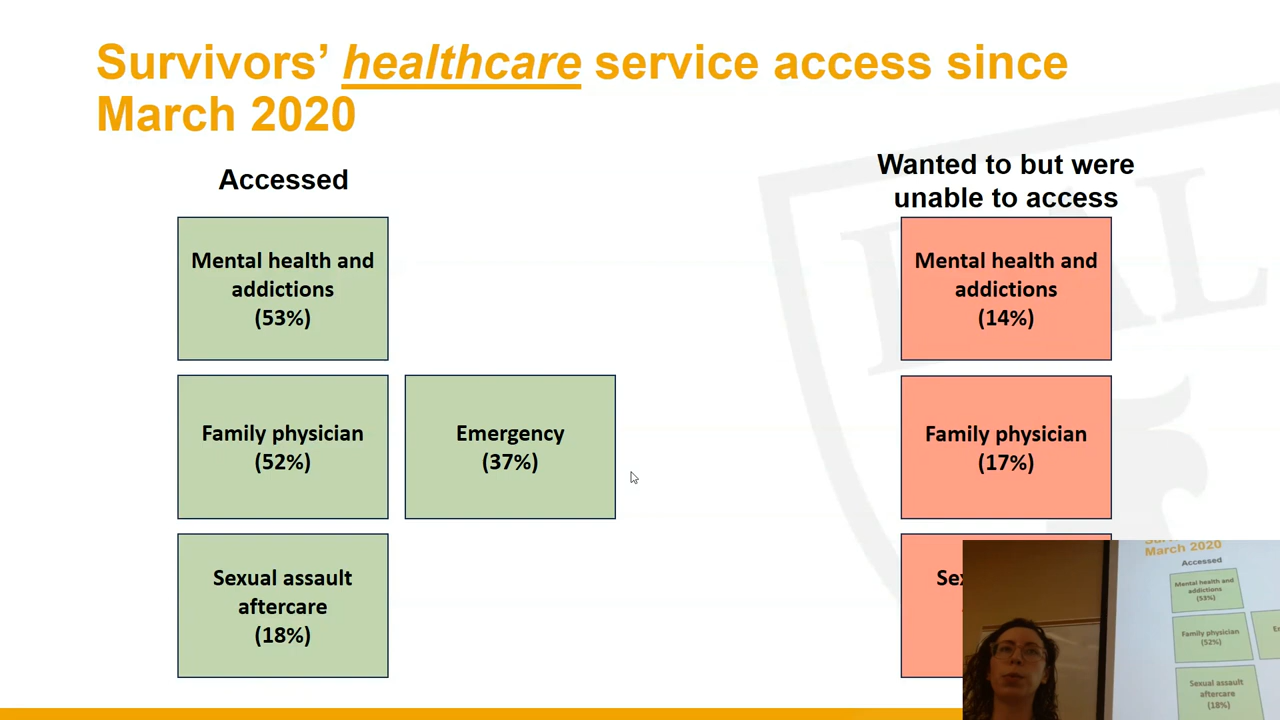 Survivors’ healthcare service access since
March 2020
Accessed
Wanted to but were
unable to access
Mental health and
addictions
(53%)
Mental health and
addictions
(14%)
Family physician
(52%)
Emergency
(37%)
Family physician
(17%)
Sexual assault
aftercare
(18%)
March 2020
Accessed
Mental health and
addictions
(53%)
Family physician
(52%)
Sexual assault
aftercare
(18%)